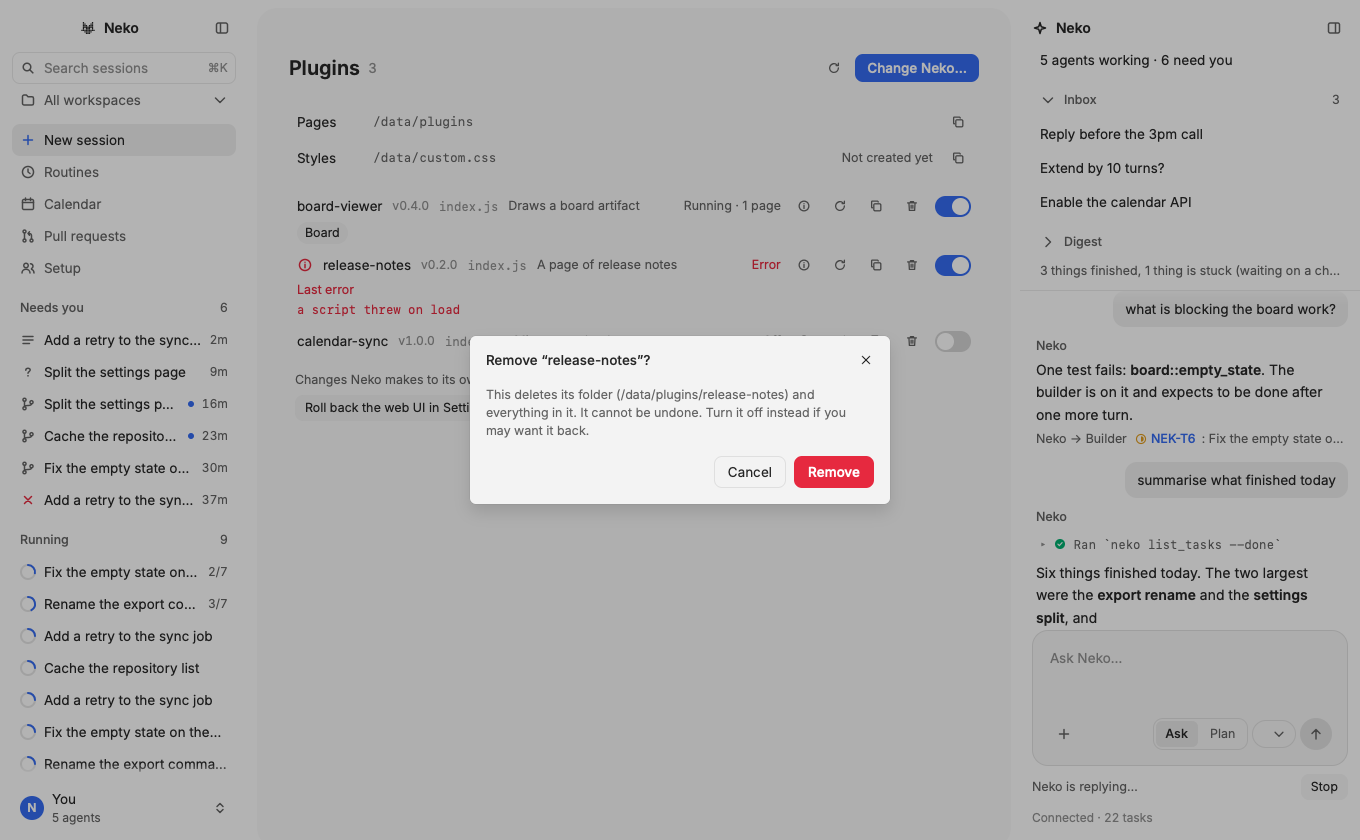 Neko
Search sessions ⌘K
All workspaces
New session
Routines
Calendar
Pull requests
Setup
Needs you 6
Add a retry to the sync... 2m
Split the settings page 9m
Split the settings p... 16m
Cache the reposito... 23m
Fix the empty state o... 30m
Add a retry to the syn... 37m
Running 9
Fix the empty state on... 2/7
Rename the export co... 3/7
Add a retry to the sync job
Cache the repository list
Add a retry to the sync job
Fix the empty state on the...
Rename the export comma...
N
You
5 agents
Plugins 3
Change Neko...
Pages /data/plugins
Styles /data/custom.css Not created yet
board-viewer v0.4.0 index.js Draws a board artifact Running · 1 page
Board
release-notes v0.2.0 index.js A page of release notes Error
Last error
a script threw on load
calendar-sync v1.0.0
Changes Neko makes to its
Roll back the web UI in
Remove “release-notes”?
This deletes its folder (/data/plugins/release-notes) and
everything in it. It cannot be undone. Turn it off instead if you
may want it back.
Cancel
Remove
Neko
5 agents working · 6 need you
Inbox 3
Reply before the 3pm call
Extend by 10 turns?
Enable the calendar API
Digest
3 things finished, 1 thing is stuck (waiting on a ch...
what is blocking the board work?
Neko
One test fails: board::empty_state. The
builder is on it and expects to be done after
one more turn.
Neko → Builder NEK-T6 : Fix the empty state o...
summarise what finished today
Neko
Ran `neko list_tasks --done`
Six things finished today. The two largest
were the export rename and the settings
split, and
Ask Neko...
Ask Plan
Neko is replying... Stop
Connected · 22 tasks